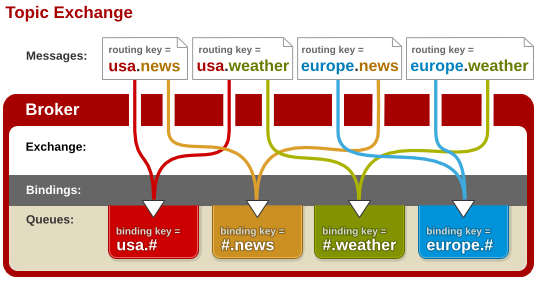 Topic Exchange
Messages:
routing key =
usa.news
routing key =
usa.weather
routing key =
europe.news
routing key =
europe.weather
Broker
Exchange:
Bindings:
Queues:
binding key =
usa.#
binding key =
#.news
binding key =
#.weather
binding key =
europe.#